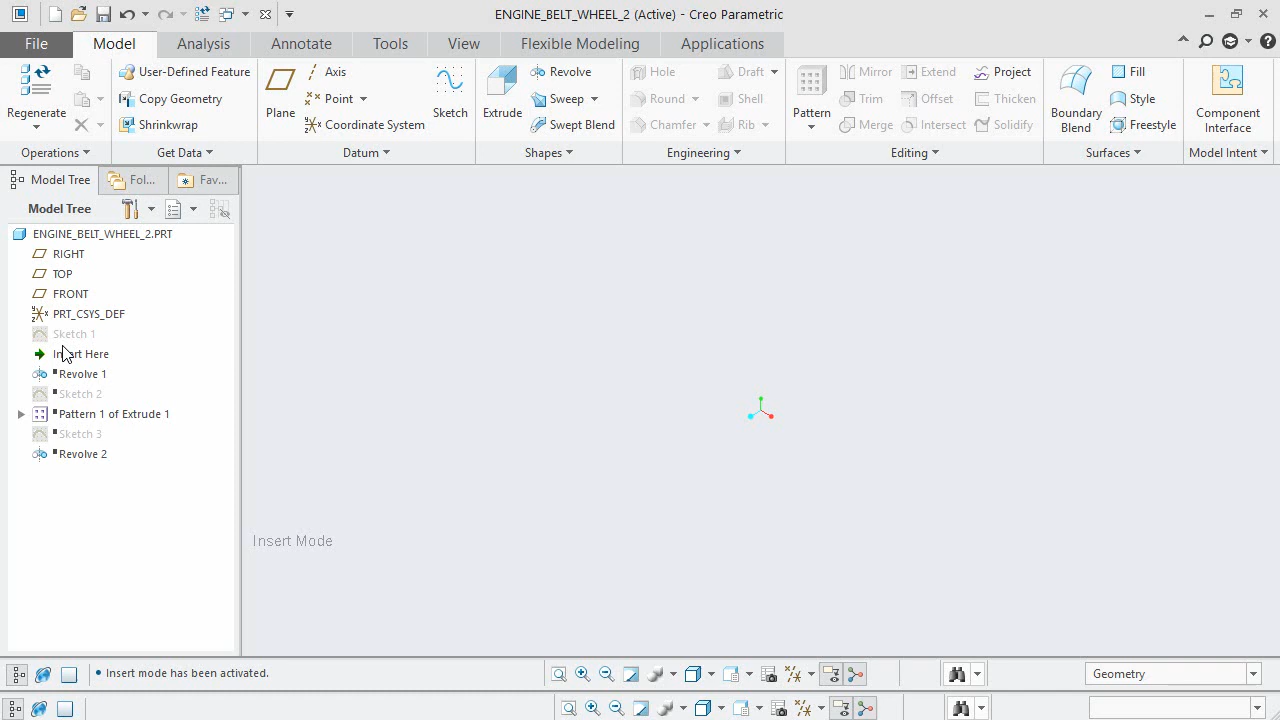 ENGINE_BELT_WHEEL_2 (Active) - Creo Parametric
File Model Analysis Annotate Tools View Flexible Modeling Applications
Regenerate
Operations
User-Defined Feature
Copy Geometry
Shrinkwrap
Get Data
Plane
Axis
Point
Coordinate System
Sketch
Datum
Extrude
Revolve
Sweep
Swept Blend
Shapes
Hole
Draft
Round
Shell
Chamfer
Rib
Engineering
Pattern
Mirror
Extend
Project
Trim
Offset
Thicken
Merge
Intersect
Solidify
Editing
Boundary
Blend
Fill
Style
Freestyle
Surfaces
Component
Interface
Model Intent
Model Tree
Fol...
Fav...
Model Tree
ENGINE_BELT_WHEEL_2.PRT
RIGHT
TOP
FRONT
PRT_CSYS_DEF
Sketch 1
Insert Here
Revolve 1
Sketch 2
Pattern 1 of Extrude 1
Sketch 3
Revolve 2
Insert Mode
• Insert mode has been activated.
Geometry